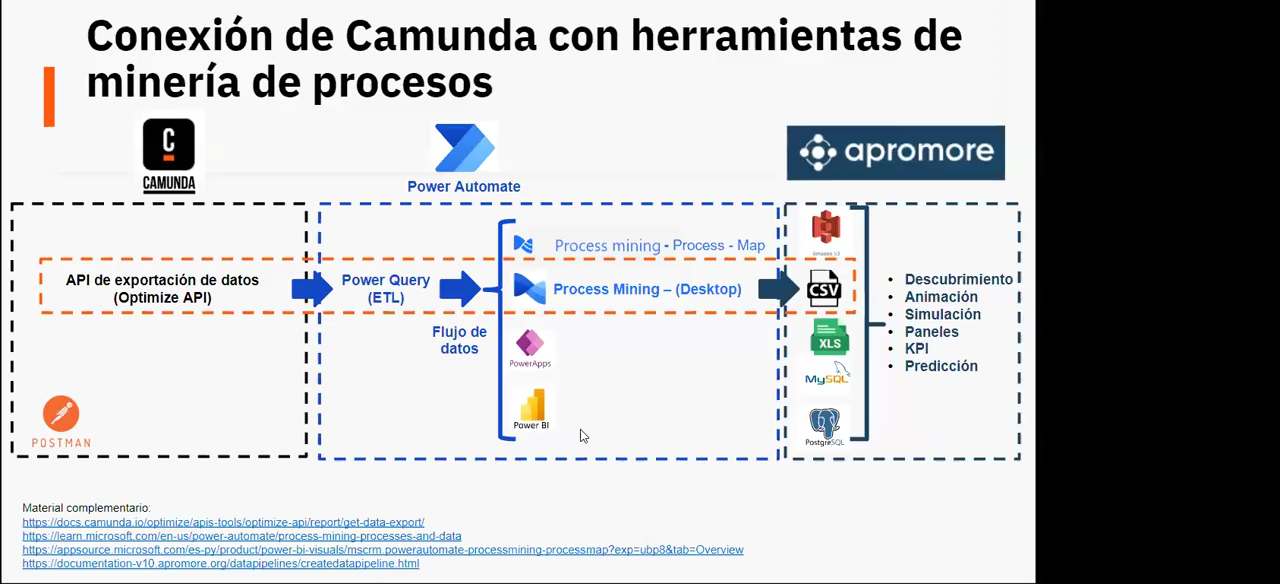 Conexión de Camunda con herramientas de
minería de procesos
C
CAMUNDA
Power Automate
apromore
API de exportación de datos
(Optimize API)
POSTMAN
Power Query
(ETL)
Flujo de
datos
Process mining - Process - Map
Process Mining – (Desktop)
PowerApps
Power BI
CSV
XLS
MySQL
PostgreSQL
• Descubrimiento
• Animación
• Simulación
• Paneles
• KPI
• Predicción
Material complementario:
https://docs.camunda.io/optimize/apis-tools/optimize-api/report/get-data-export/
https://learn.microsoft.com/en-us/power-automate/process-mining-processes-and-data
https://appsource.microsoft.com/es-py/product/power-bi-visuals/mscrm.powerautomate-processmining-processmap?exp=ubp8&tab=Overview
https://documentation-v10.apromore.org/datapipelines/createdatapipeline.html